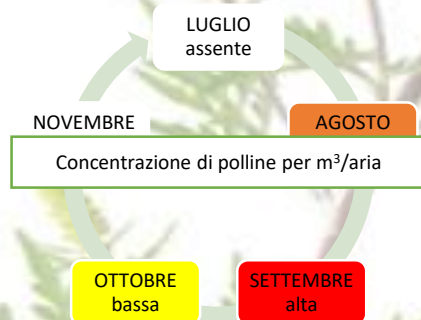 LUGLIO
assente
NOVEMBRE
AGOSTO
Concentrazione di polline per m³/aria
OTTOBRE
bassa
SETTEMBRE
alta